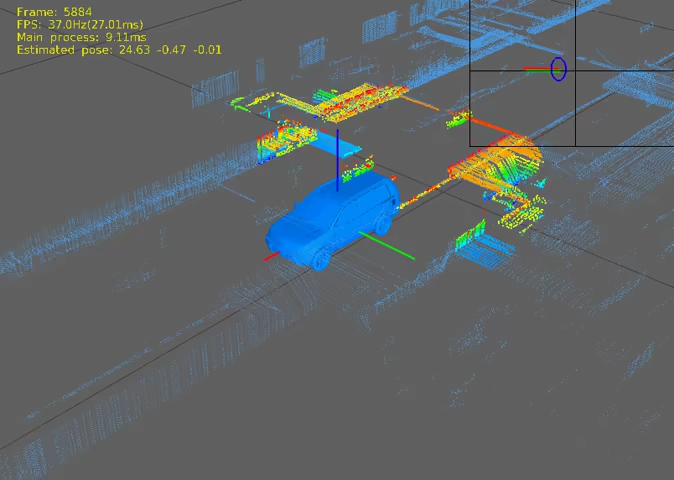 Frame: 5884
FPS: 37.0Hz(27.01ms)
Main process: 9.11ms
Estimated pose: 24.63 -0.47 -0.01